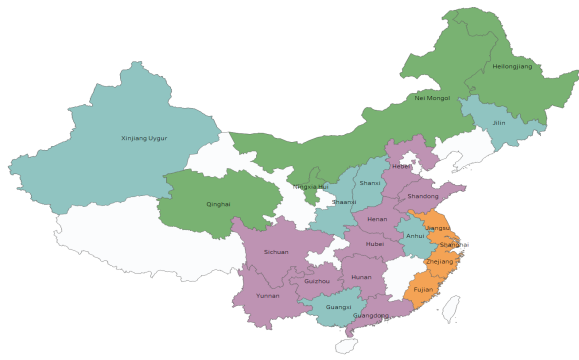 Heilongjiang
Nei Mongol
Jilin
Xinjiang Uygur
Hebei
Shanxi
Ningxia Hui
Shandong
Shaanxi
Qinghai
Henan
Jiangsu
Anhui
Shanghai
Hubei
Sichuan
Zhejiang
Hunan
Guizhou
Fujian
Yunnan
Guangxi
Guangdong